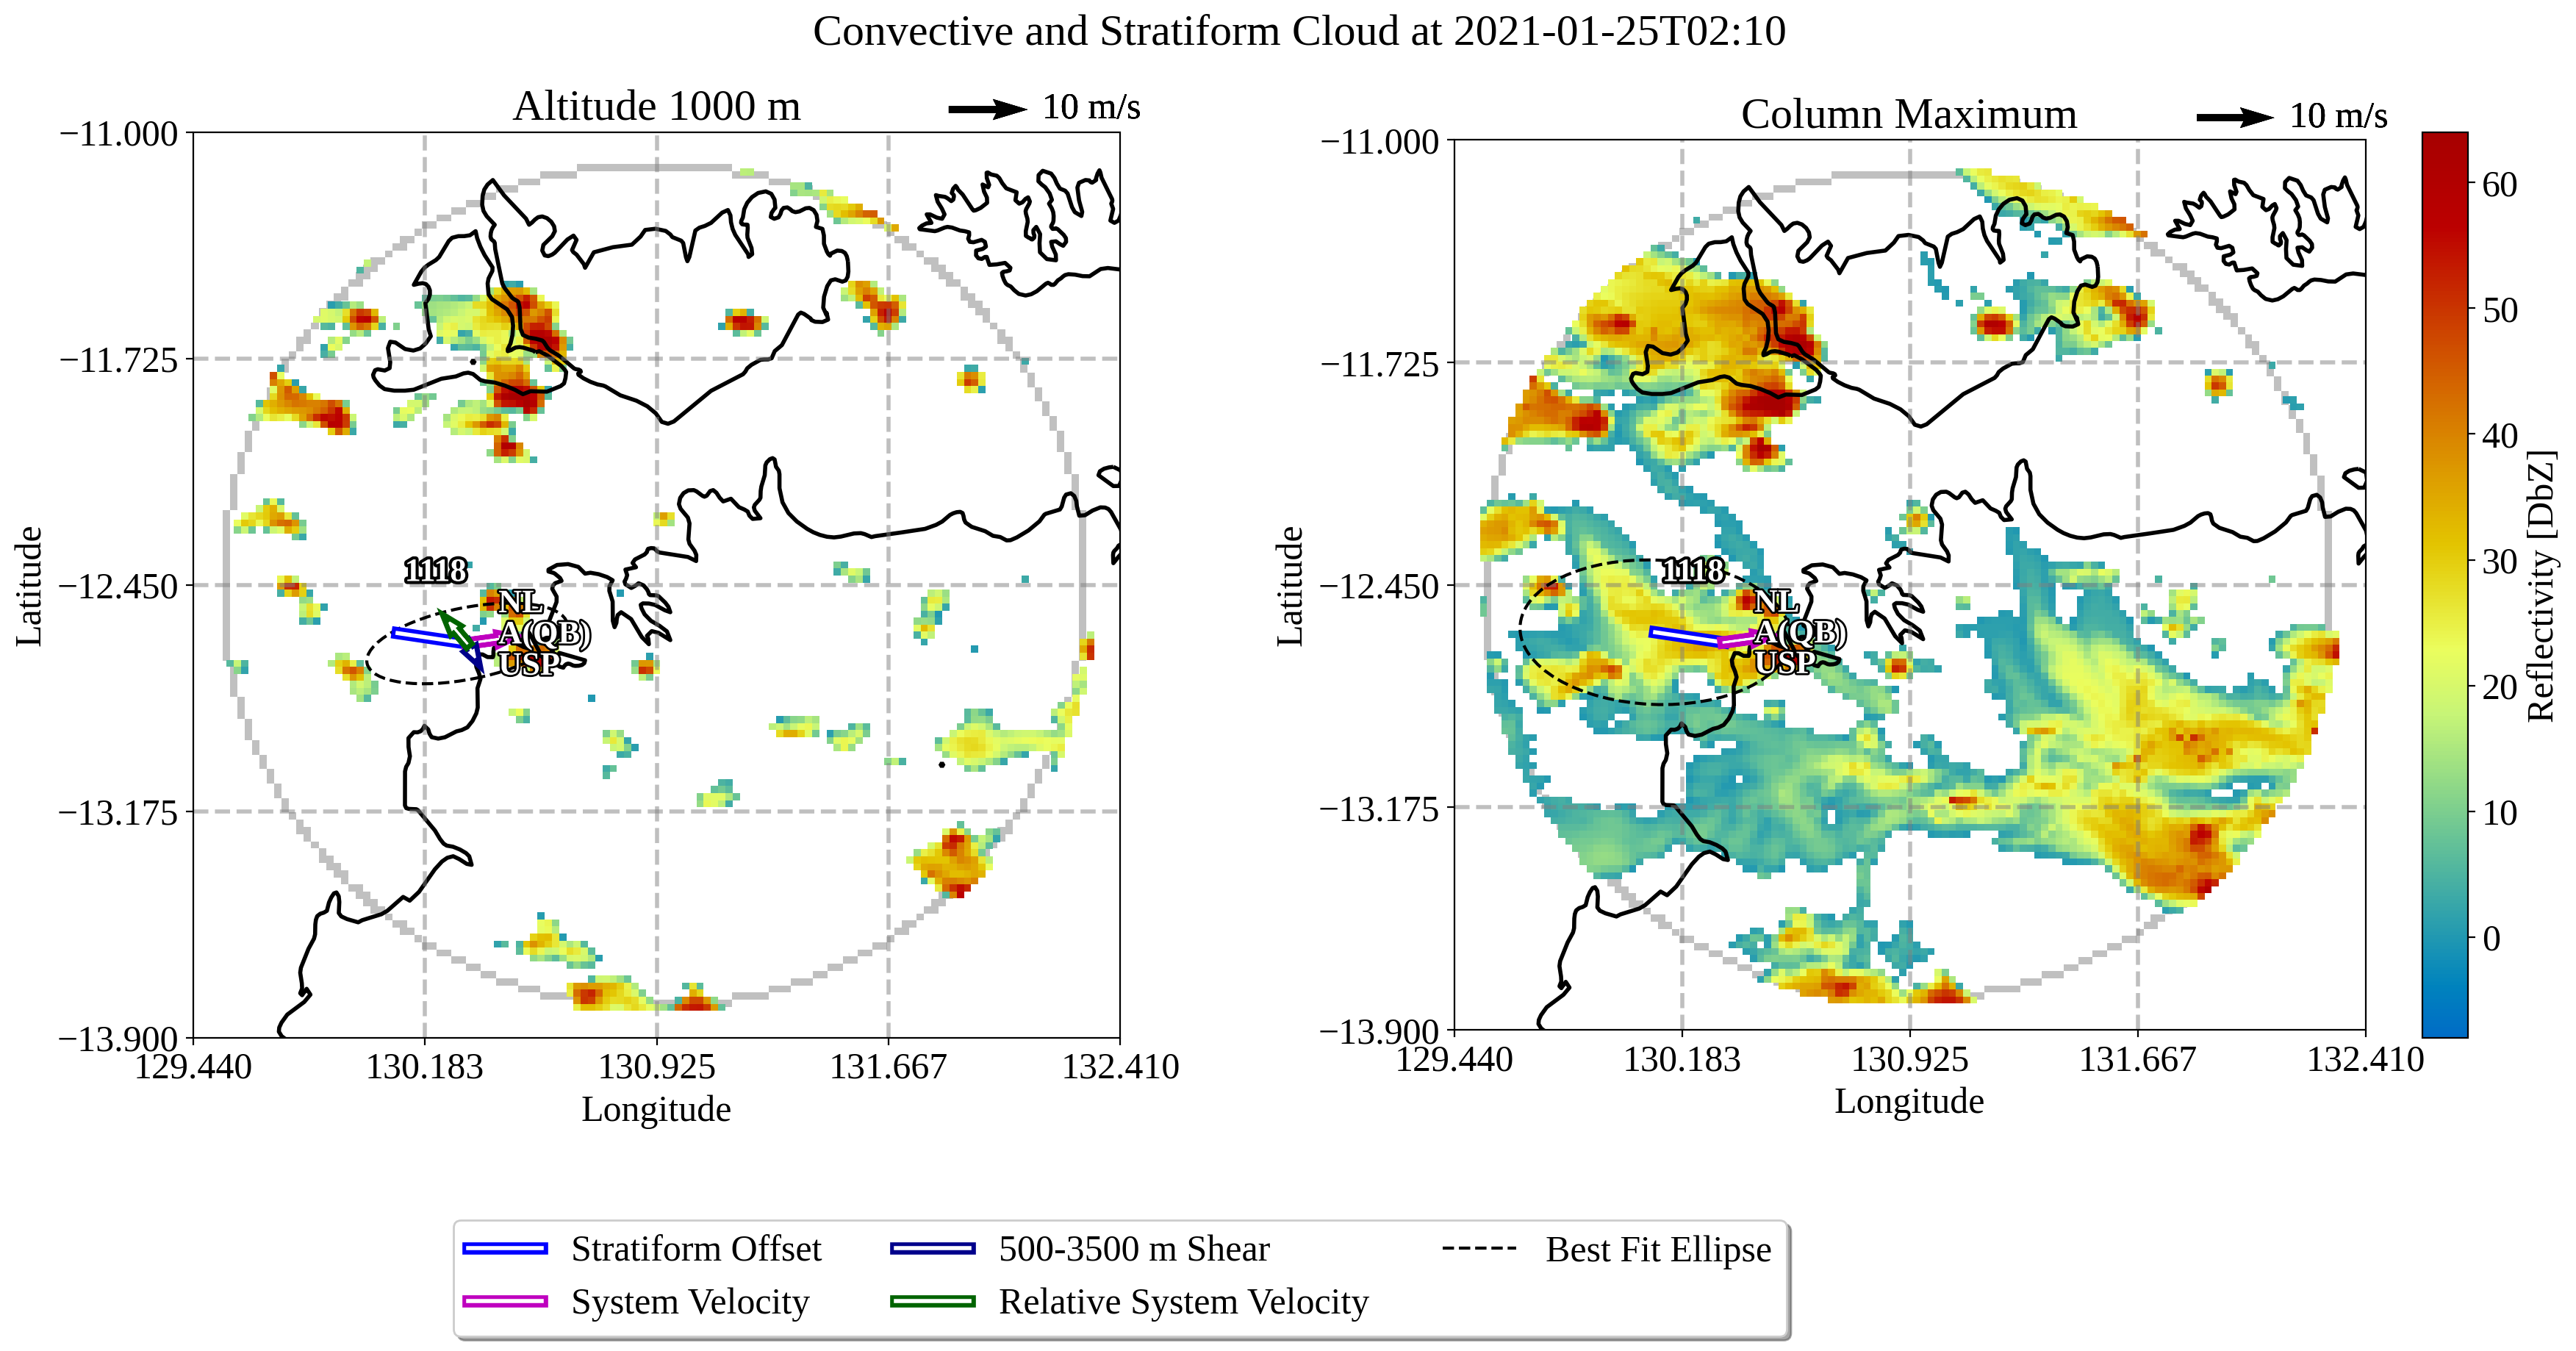 Convective and Stratiform Cloud at 2021-01-25T02:10
Altitude 1000 m
10 m/s
−11.000
−11.725
−12.450
−13.175
−13.900
Latitude
129.440
130.183
130.925
131.667
132.410
Longitude
1118
NL
A(QB)
USP
Column Maximum
10 m/s
−11.000
−11.725
−12.450
−13.175
−13.900
Latitude
129.440
130.183
130.925
131.667
132.410
Longitude
1118
NL
A(QB)
USP
60
50
40
30
20
10
0
Reflectivity [DbZ]
Stratiform Offset
System Velocity
500-3500 m Shear
Relative System Velocity
Best Fit Ellipse